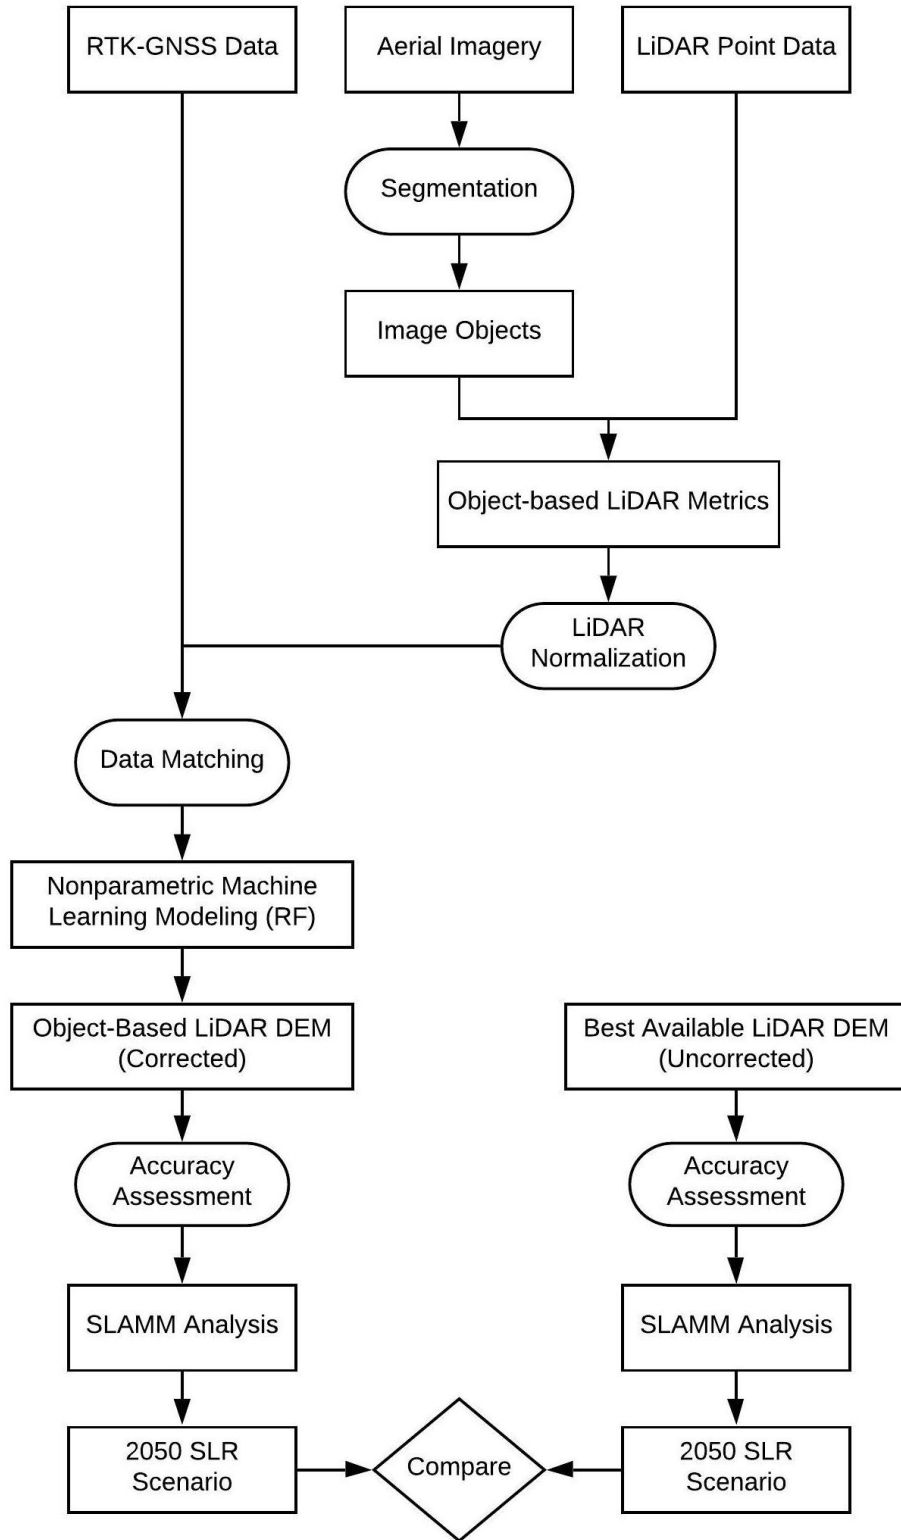 RTK-GNSS Data
Aerial Imagery
LiDAR Point Data
Segmentation
Image Objects
Object-based LiDAR Metrics
LiDAR
Normalization
Data Matching
Nonparametric Machine
Learning Modeling (RF)
Object-Based LiDAR DEM
(Corrected)
Best Available LiDAR DEM
(Uncorrected)
Accuracy
Assessment
Accuracy
Assessment
SLAMM Analysis
SLAMM Analysis
2050 SLR
Scenario
Compare
2050 SLR
Scenario